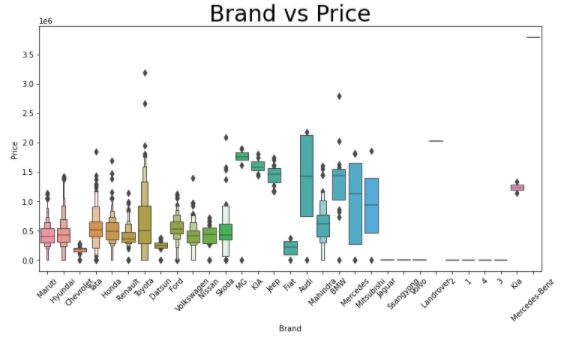 Brand vs Price
1e6
3.5
3.0
2.5
2.0
1.5
1.0
0.5
0.0
Price
Maruti
Hyundai
Chevrolet
Tata
Honda
Renault
Toyota
Datsun
Ford
Volkswagen
Nissan
Skoda
MG
KIA
Jeep
Fiat
Audi
Mahindra
BMW
Mercedes
Mitsubishi
Jaguar
Ssangyong
Volvo
Landrover
2
1
4
3
Kia
Mercedes-Benz
Brand